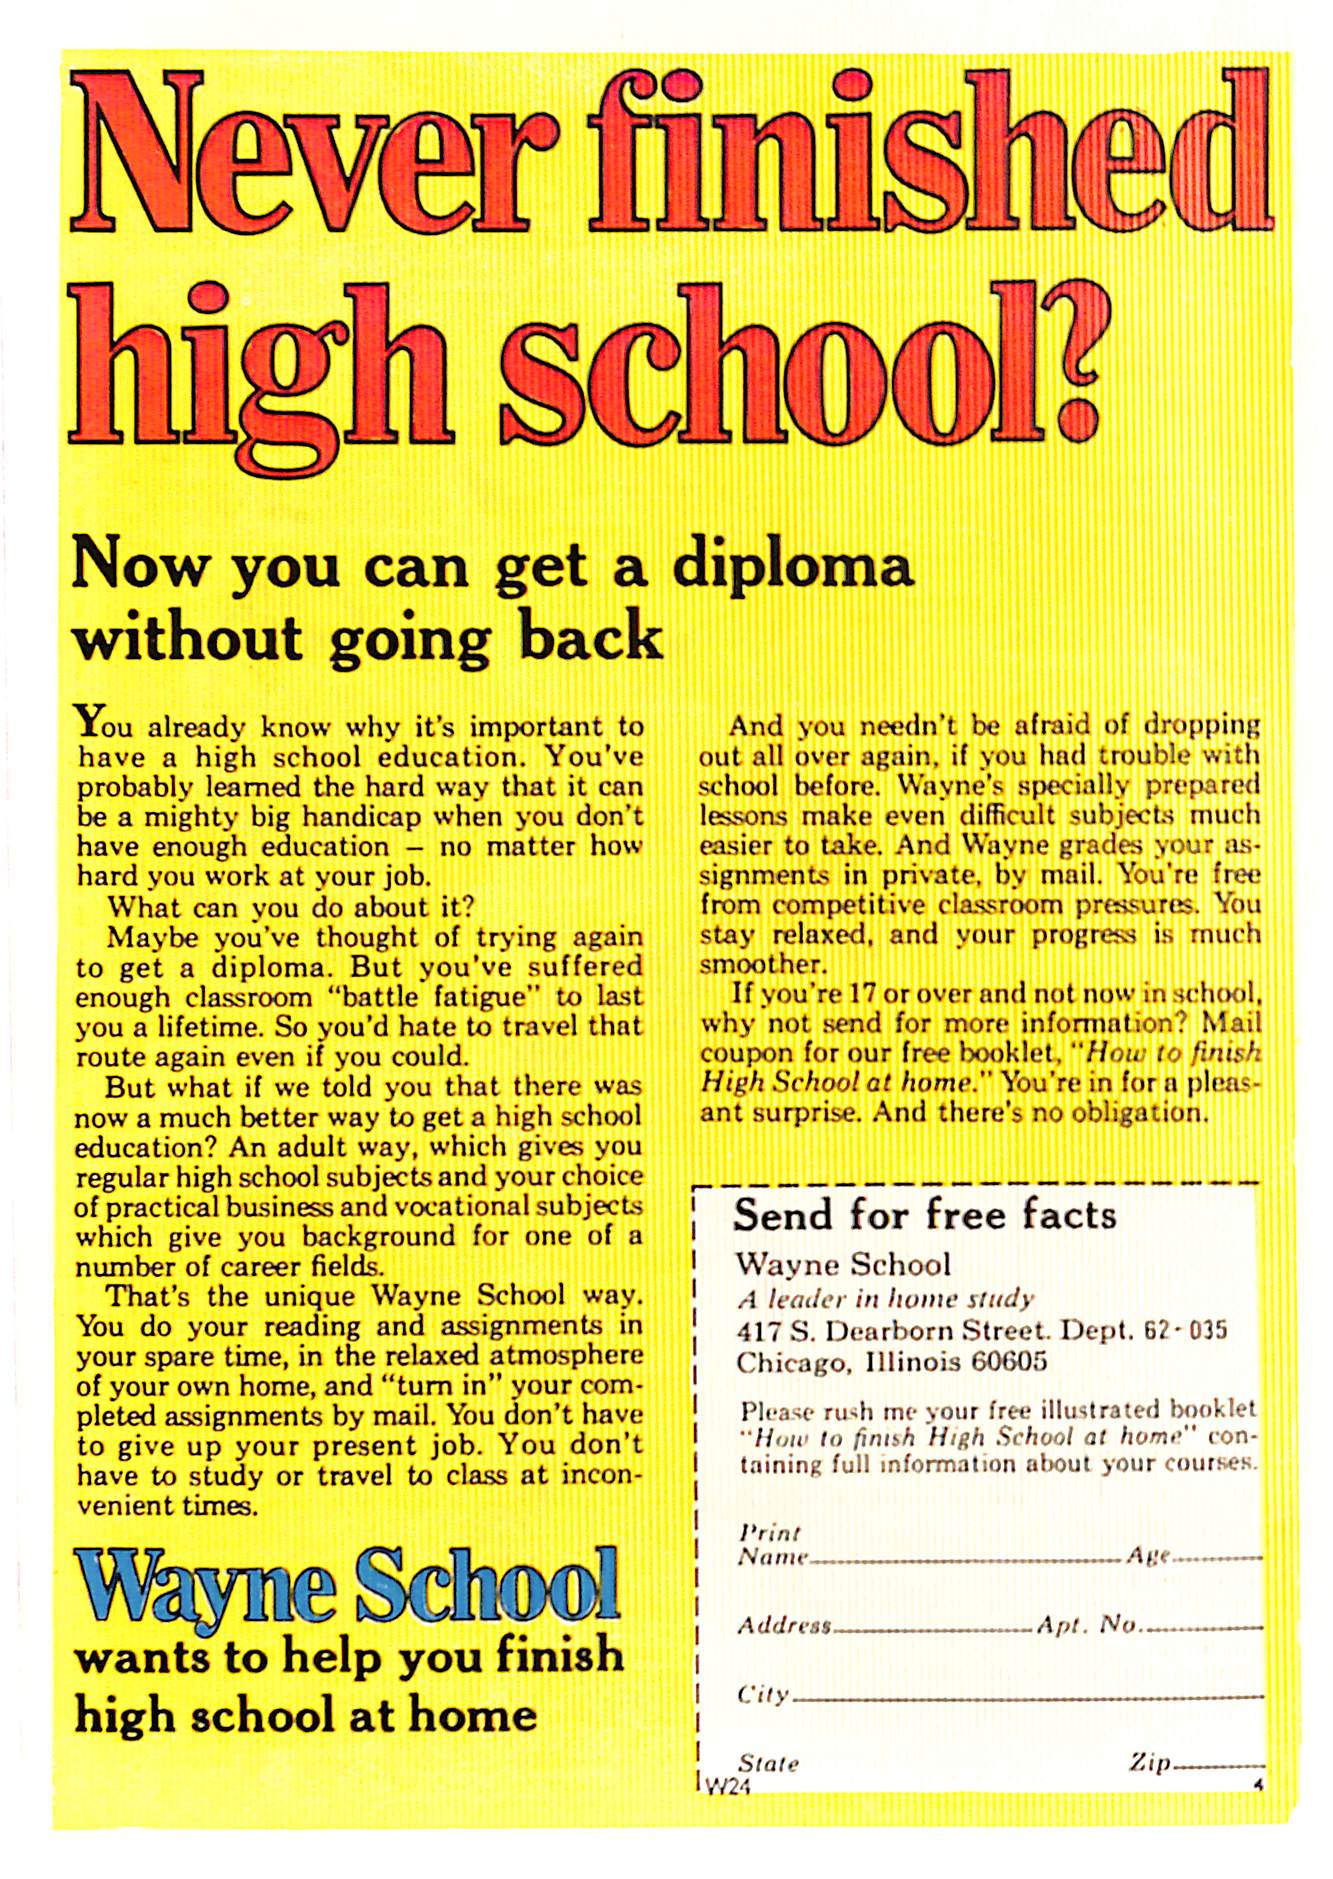 Never finished
high school?
Now you can get a diploma
without going back
You already know why it's important to
have a high school education. You've
probably learned the hard way that it can
be a mighty big handicap when you don't
have enough education — no matter how
hard you work at your job.
What can you do about it?
Maybe you've thought of trying again
to get a diploma. But you've suffered
enough classroom "battle fatigue" to last
you a lifetime. So you'd hate to travel that
route again even if you could.
But what if we told you that there was
now a much better way to get a high school
education? An adult way, which gives you
regular high school subjects and your choice
of practical business and vocational subjects
which give you background for one of a
number of career fields.
That's the unique Wayne School way.
You do your reading and assignments in
your spare time, in the relaxed atmosphere
of your own home, and "turn in" your com-
pleted assignments by mail. You don't have
to give up your present job. You don't
have to study or travel to class at incon-
venient times.
Wayne School
wants to help you finish
high school at home
And you needn't be afraid of dropping
out all over again, if you had trouble with
school before. Wayne's specially prepared
lessons make even difficult subjects much
easier to take. And Wayne grades your as-
signments in private, by mail. You're free
from competitive classroom pressures. You
stay relaxed, and your progress is much
smoother.
If you're 17 or over and not now in school,
why not send for more information? Mail
coupon for our free booklet, "How to finish
High School at home." You're in for a pleas-
ant surprise. And there's no obligation.
Send for free facts
Wayne School
A leader in home study
417 S. Dearborn Street. Dept. 62-035
Chicago, Illinois 60605
Please rush me your free illustrated booklet
"How to finish High School at home" con-
taining full information about your courses.
Print
Name Age
Address Apt. No.
City
State Zip
W24 4